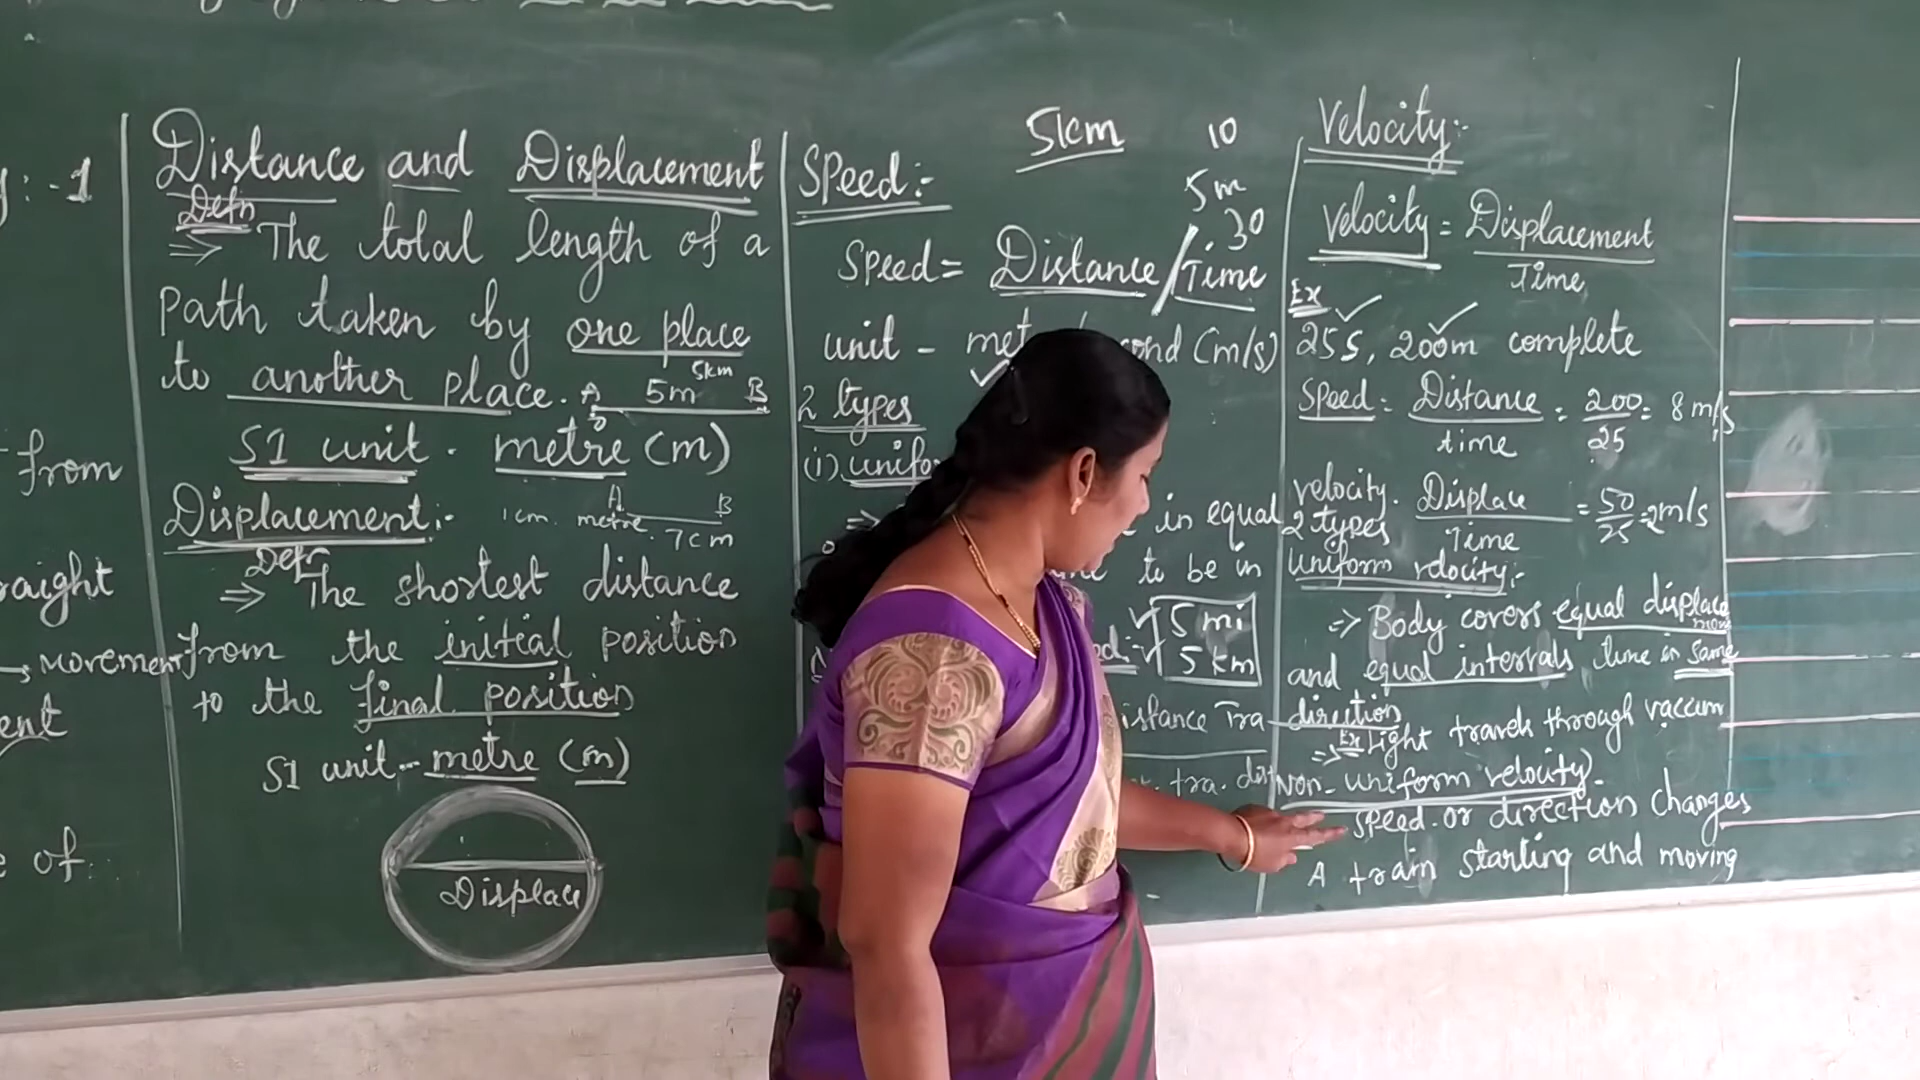 :-1
from
raight
→ movement
ent
e of
Distance and Displacement
Defn
⇒ The total length of a
Path taken by one place
to another place. A 5m 5km B
SI unit - metre (m)
Displacement:-
1cm. metre. A B 7cm
Defn
⇒ The shortest distance
from the initial position
to the final position
SI unit - metre (m)
Displace
5km 10
5m
30
Speed:-
Speed = Distance / Time
unit - (m/s)
2 types
(i).
in equal
to be in
5 mi
5 km
istance Tra
tra. dis
Velocity:-
Velocity = Displacement
Time
Ex
25s, 200m complete
Speed = Distance = 200 = 8 m/s
time 25
velocity. Displace = 50 = 2m/s
2 types Time 25
Uniform velocity:-
⇒ Body covers equal displace
ment
and equal intervals time in same
direction
⇒ Ex Light travels through vaccum
Non-uniform velocity.
Speed or direction changes
A train starting and moving